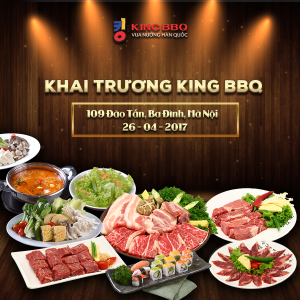 KING BBQ
VUA NƯỚNG HÀN QUỐC
KHAI TRƯƠNG KING BBQ
109 Đào Tấn, Ba Đình, Hà Nội
26 - 04 - 2017